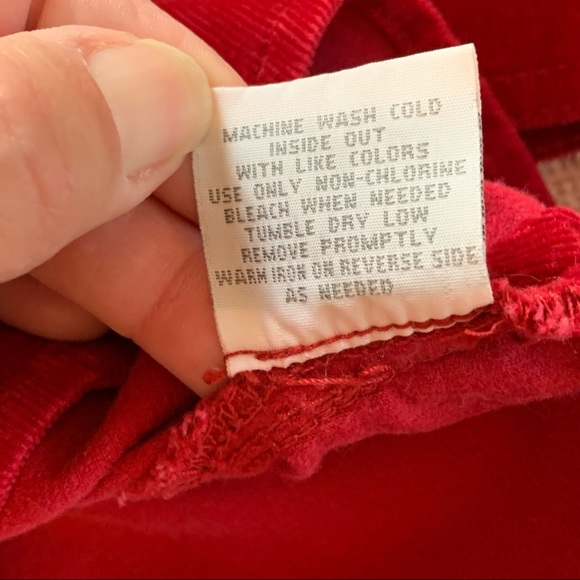 MACHINE WASH COLD
INSIDE OUT
WITH LIKE COLORS
USE ONLY NON-CHLORINE
BLEACH WHEN NEEDED
TUMBLE DRY LOW
REMOVE PROMPTLY
WARM IRON ON REVERSE SIDE
AS NEEDED